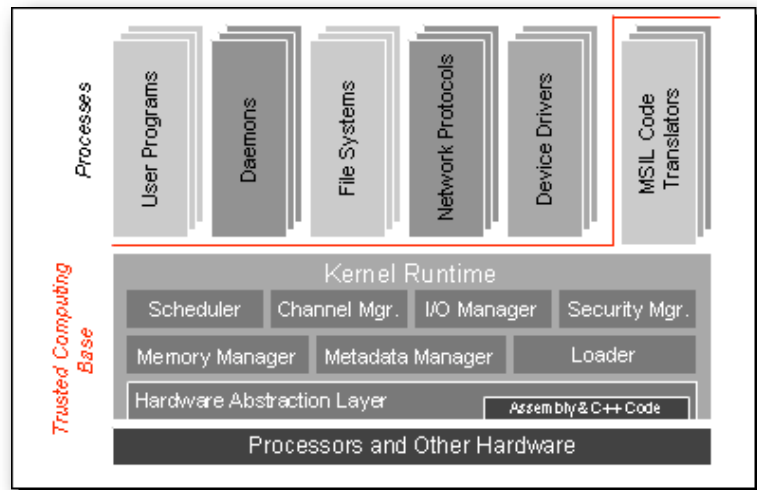 Processes
User Programs
Daemons
File Systems
Network Protocols
Device Drivers
MSIL Code
Translators
Trusted Computing
Base
Kernel Runtime
Scheduler
Channel Mgr.
I/O Manager
Security Mgr.
Memory Manager
Metadata Manager
Loader
Hardware Abstraction Layer
Assembly & C++ Code
Processors and Other Hardware